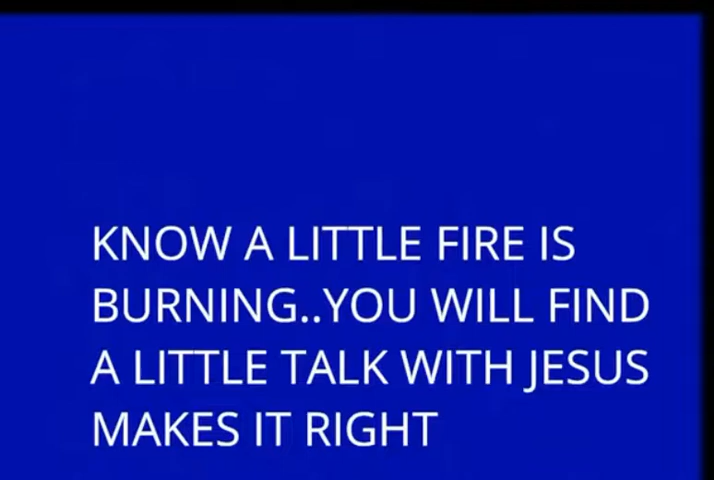 KNOW A LITTLE FIRE IS
BURNING..YOU WILL FIND
A LITTLE TALK WITH JESUS
MAKES IT RIGHT